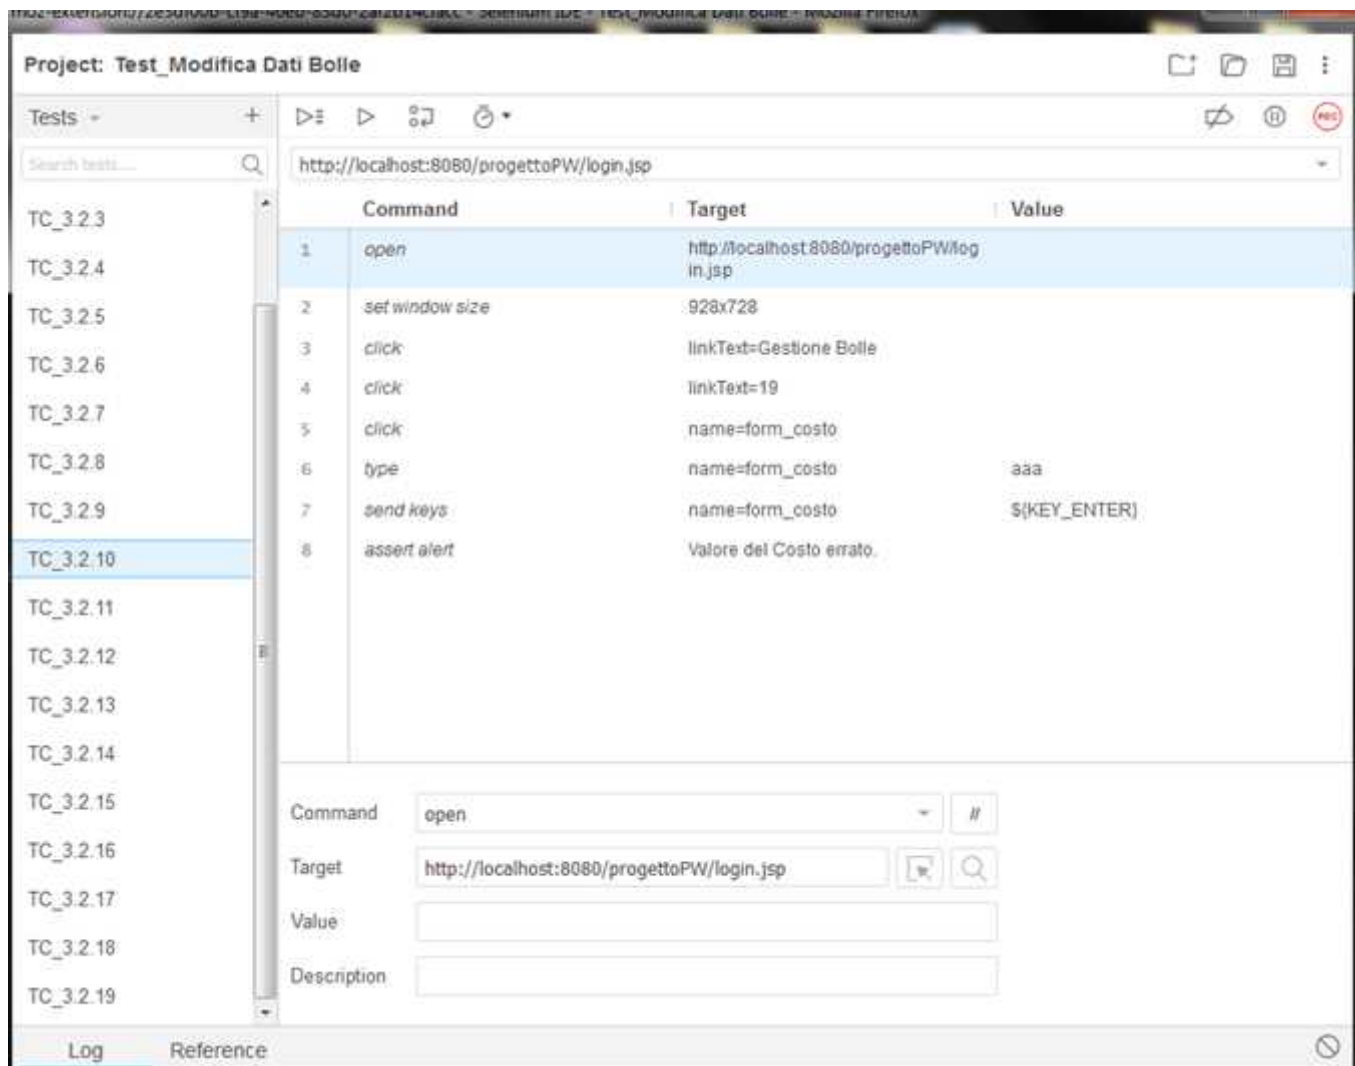 Project: Test_Modifica Dati Bolle
Tests
Search tests...
http://localhost:8080/progettoPW/login.jsp
Command Target Value
TC_3.2.3
TC_3.2.4
TC_3.2.5
TC_3.2.6
TC_3.2.7
TC_3.2.8
TC_3.2.9
TC_3.2.10
TC_3.2.11
TC_3.2.12
TC_3.2.13
TC_3.2.14
TC_3.2.15
TC_3.2.16
TC_3.2.17
TC_3.2.18
TC_3.2.19
1 open http://localhost:8080/progettoPW/log
in.jsp
2 set window size 928x728
3 click linkText=Gestione Bolle
4 click linkText=19
5 click name=form_costo
6 type name=form_costo aaa
7 send keys name=form_costo ${KEY_ENTER}
8 assert alert Valore del Costo errato.
Command open //
Target http://localhost:8080/progettoPW/login.jsp
Value
Description
Log Reference
REC